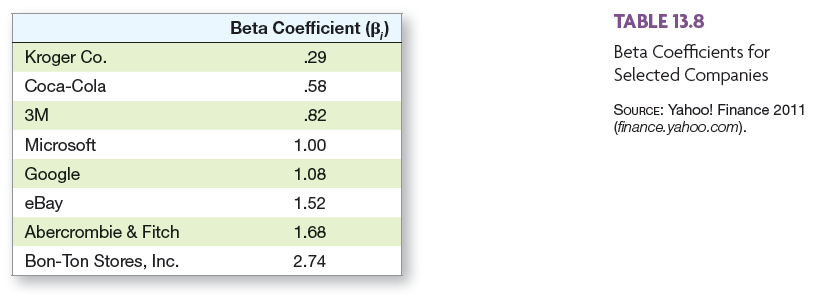 Beta Coefficient (βi)
Kroger Co. .29
Coca-Cola .58
3M .82
Microsoft 1.00
Google 1.08
eBay 1.52
Abercrombie & Fitch 1.68
Bon-Ton Stores, Inc. 2.74
TABLE 13.8
Beta Coefficients for
Selected Companies
SOURCE: Yahoo! Finance 2011
(finance.yahoo.com).